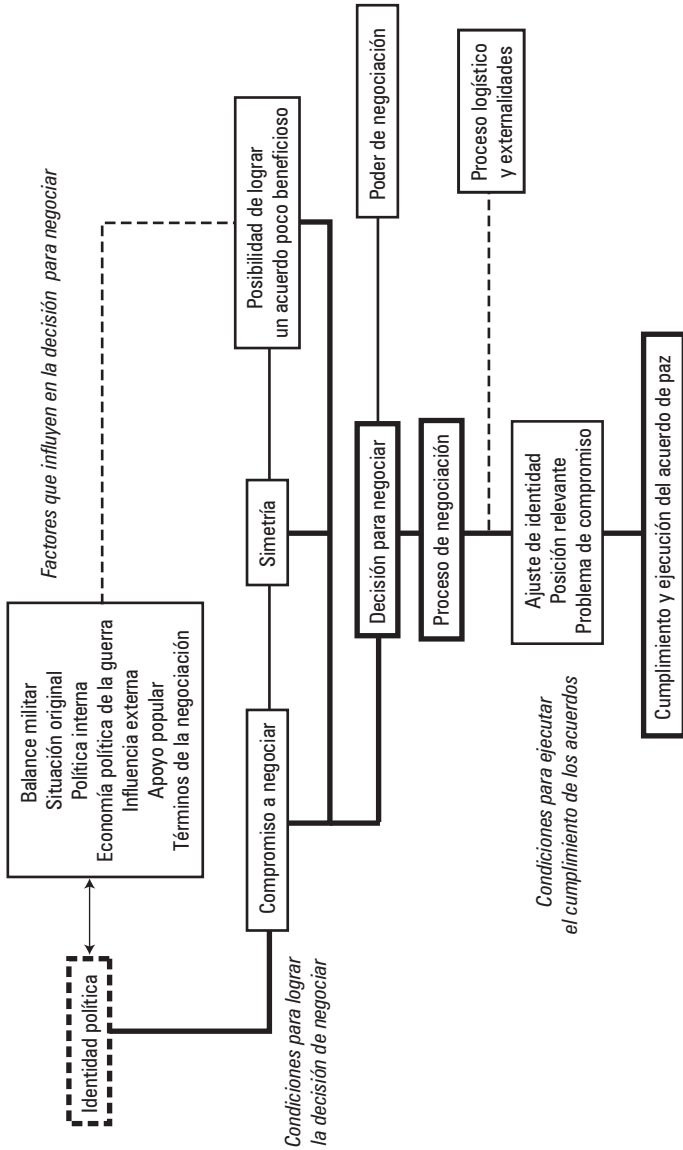 Factores que influyen en la decisión para negociar
Identidad política
Balance militar
Situación original
Política interna
Economía política de la guerra
Influencia externa
Apoyo popular
Términos de la negociación
Condiciones para lograr
la decisión de negociar
Compromiso a negociar
Simetría
Posibilidad de lograr
un acuerdo poco beneficioso
Decisión para negociar
Poder de negociación
Proceso de negociación
Proceso logístico
y externalidades
Condiciones para ejecutar
el cumplimiento de los acuerdos
Ajuste de identidad
Posición relevante
Problema de compromiso
Cumplimiento y ejecución del acuerdo de paz